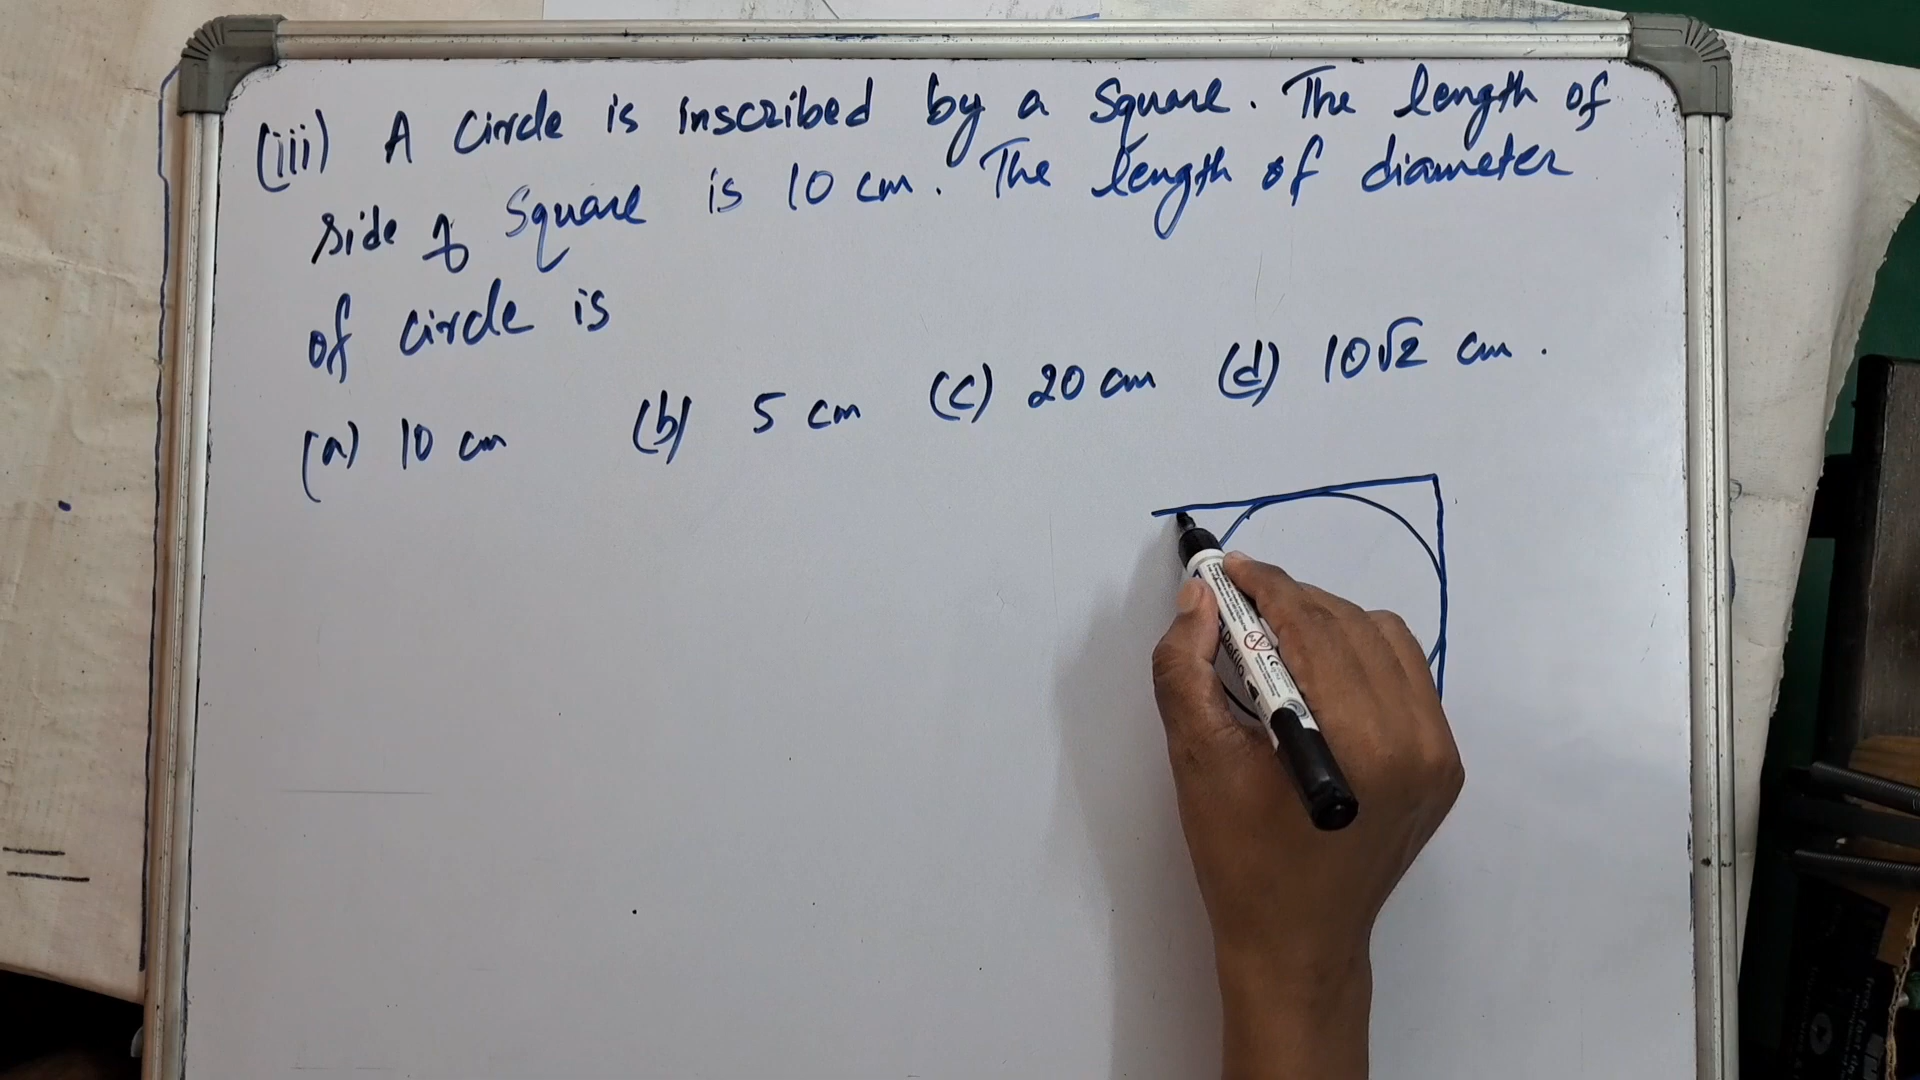 (iii) A circle is inscribed by a square. The length of
side of square is 10 cm. The length of diameter
of circle is
(a) 10 cm (b) 5 cm (c) 20 cm (d) 10√2 cm.
Refilo